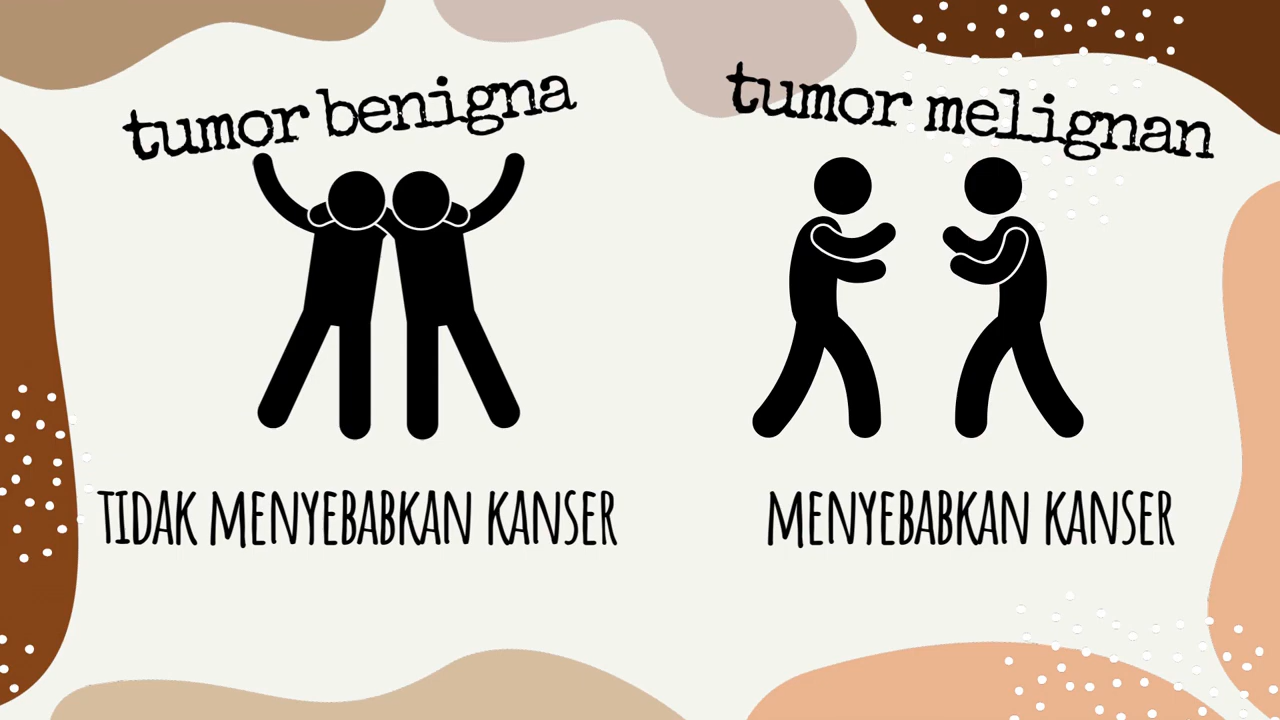 tumor benigna
tumor melignan
TIDAK MENYEBABKAN KANSER
MENYEBABKAN KANSER